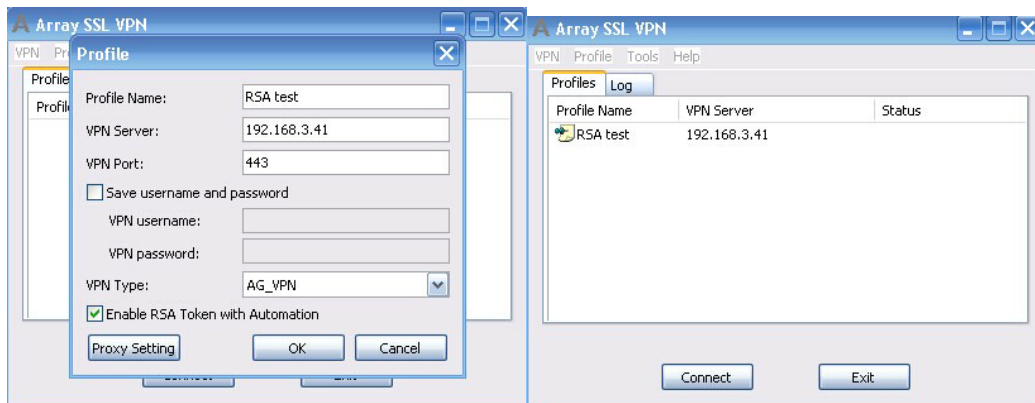 Array SSL VPN
VPN Pr
Profile
Profile
Profil
Profile Name: RSA test
VPN Server: 192.168.3.41
VPN Port: 443
Save username and password
VPN username:
VPN password:
VPN Type: AG_VPN
Enable RSA Token with Automation
Proxy Setting OK Cancel
Array SSL VPN
VPN Profile Tools Help
Profiles Log
Profile Name VPN Server Status
RSA test 192.168.3.41
Connect Exit